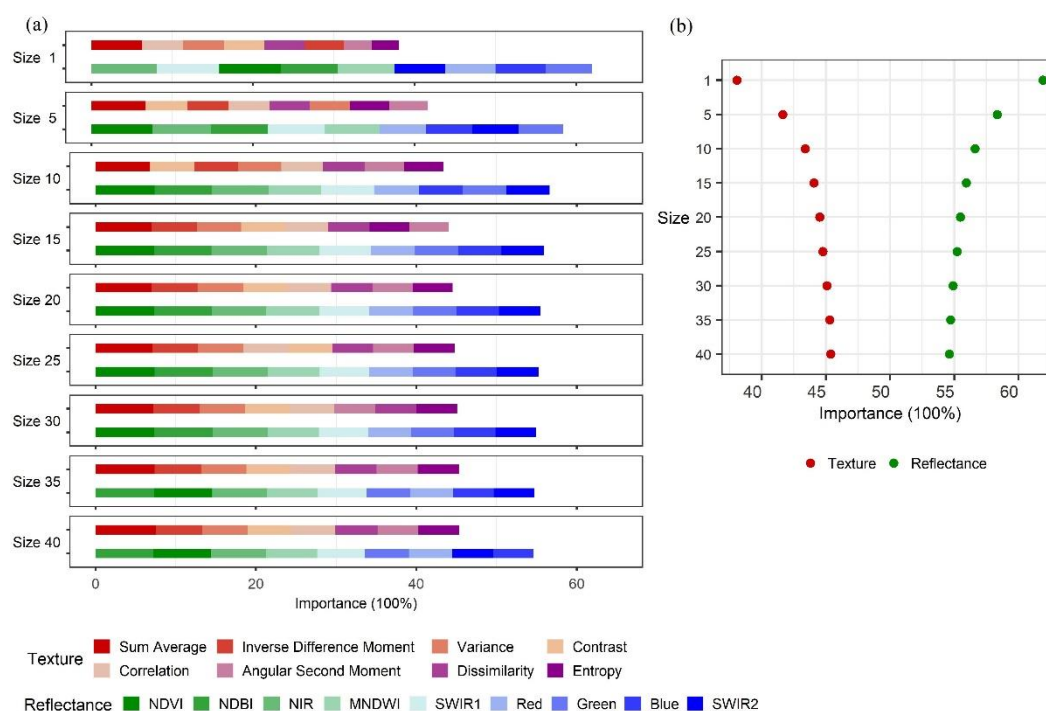 (a)
Size 1
Size 5
Size 10
Size 15
Size 20
Size 25
Size 30
Size 35
Size 40
0 20 40 60
Importance (100%)
(b)
1
5
10
15
Size 20
25
30
35
40
40 45 50 55 60
Importance (100%)
Texture Reflectance
Texture Sum Average Inverse Difference Moment Variance Contrast
Correlation Angular Second Moment Dissimilarity Entropy
Reflectance NDVI NDBI NIR MNDWI SWIR1 Red Green Blue SWIR2